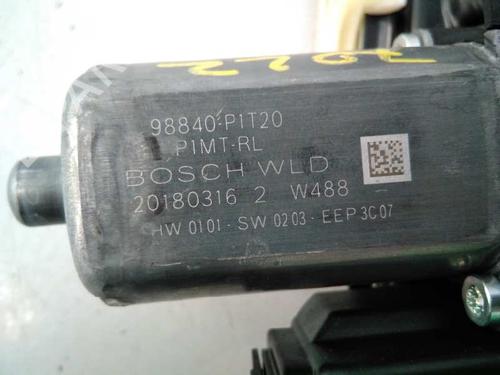 98840-P1T20
P1MT-RL
BOSCH WLD
20180316 2 W488
HW 0101 - SW 0203 - EEP 3C07